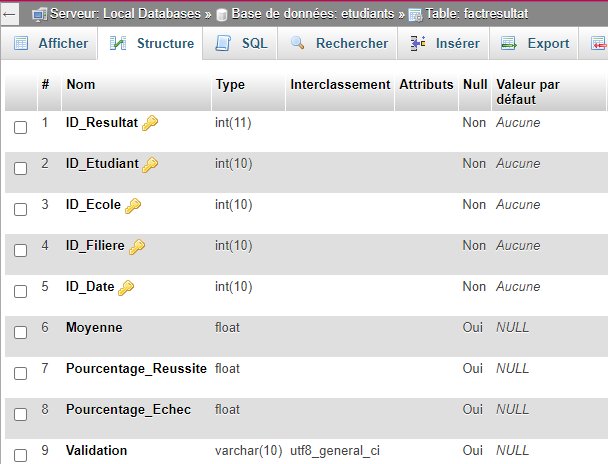 ← Serveur: Local Databases » Base de données: etudiants » Table: factresultat
Afficher Structure SQL Rechercher Insérer Export
# Nom Type Interclassement Attributs Null Valeur par
défaut
1 ID_Resultat int(11) Non Aucune
2 ID_Etudiant int(10) Non Aucune
3 ID_Ecole int(10) Non Aucune
4 ID_Filiere int(10) Non Aucune
5 ID_Date int(10) Non Aucune
6 Moyenne float Oui NULL
7 Pourcentage_Reussite float Oui NULL
8 Pourcentage_Echec float Oui NULL
9 Validation varchar(10) utf8_general_ci Oui NULL